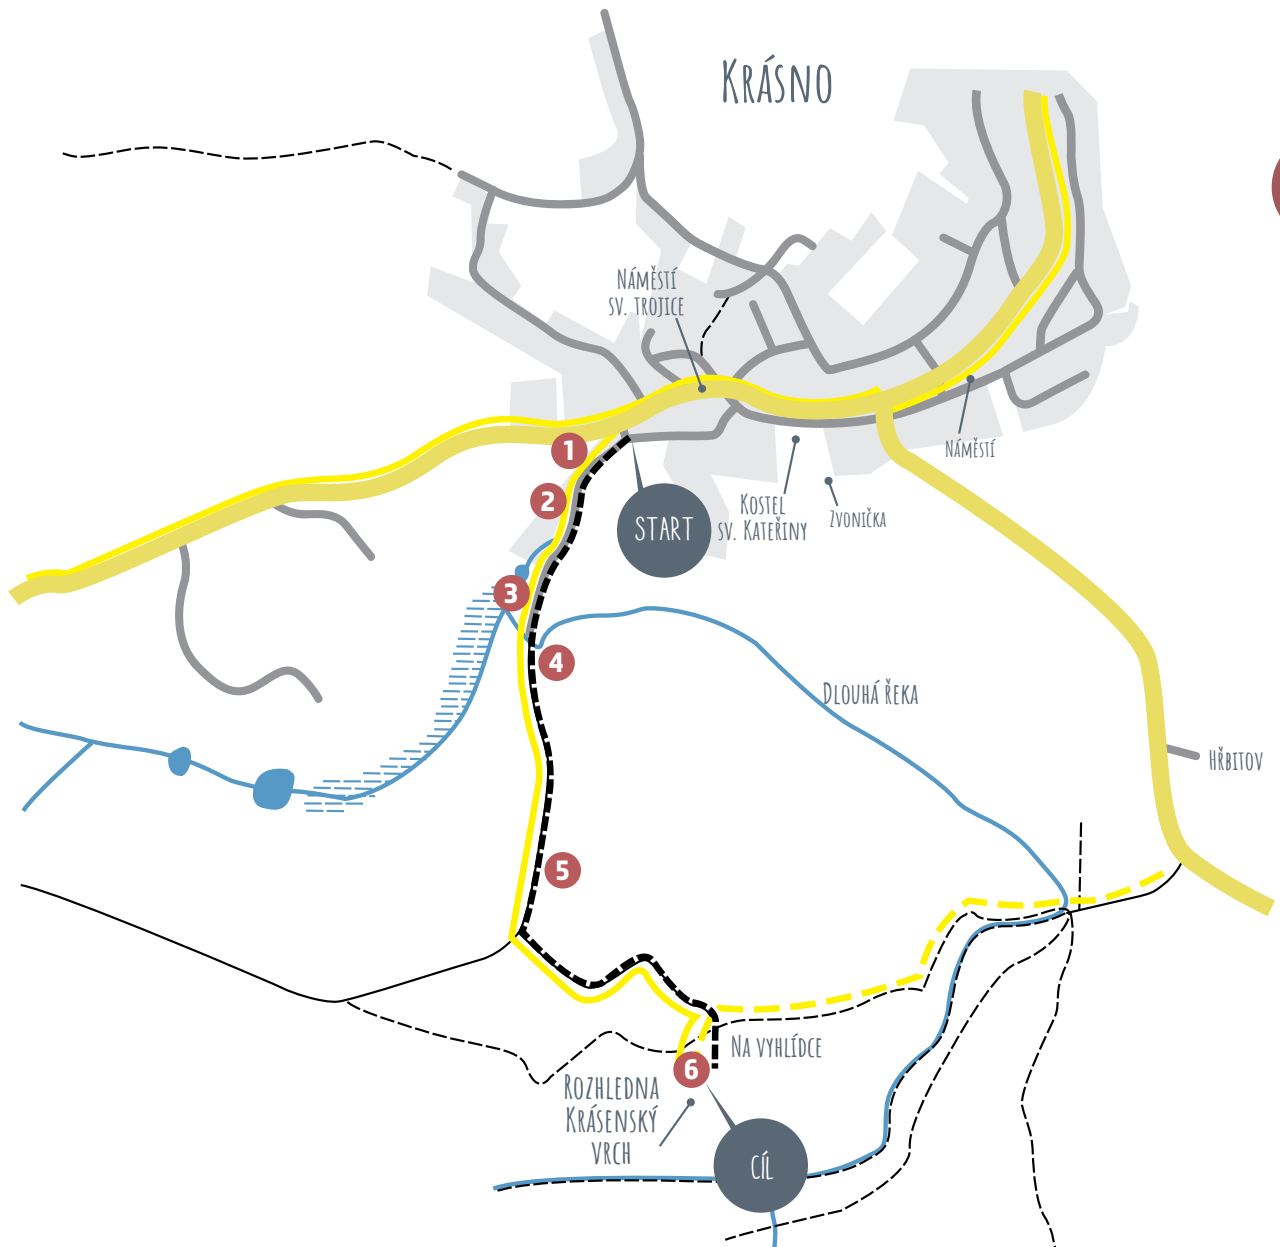 Krásno
Náměstí
sv. trojice
Náměstí
1
2
START
Kostel
sv. Kateřiny
Zvonička
3
4
Dlouhá řeka
Hřbitov
5
Na vyhlídce
6
Rozhledna
Krásenský
vrch
CÍL